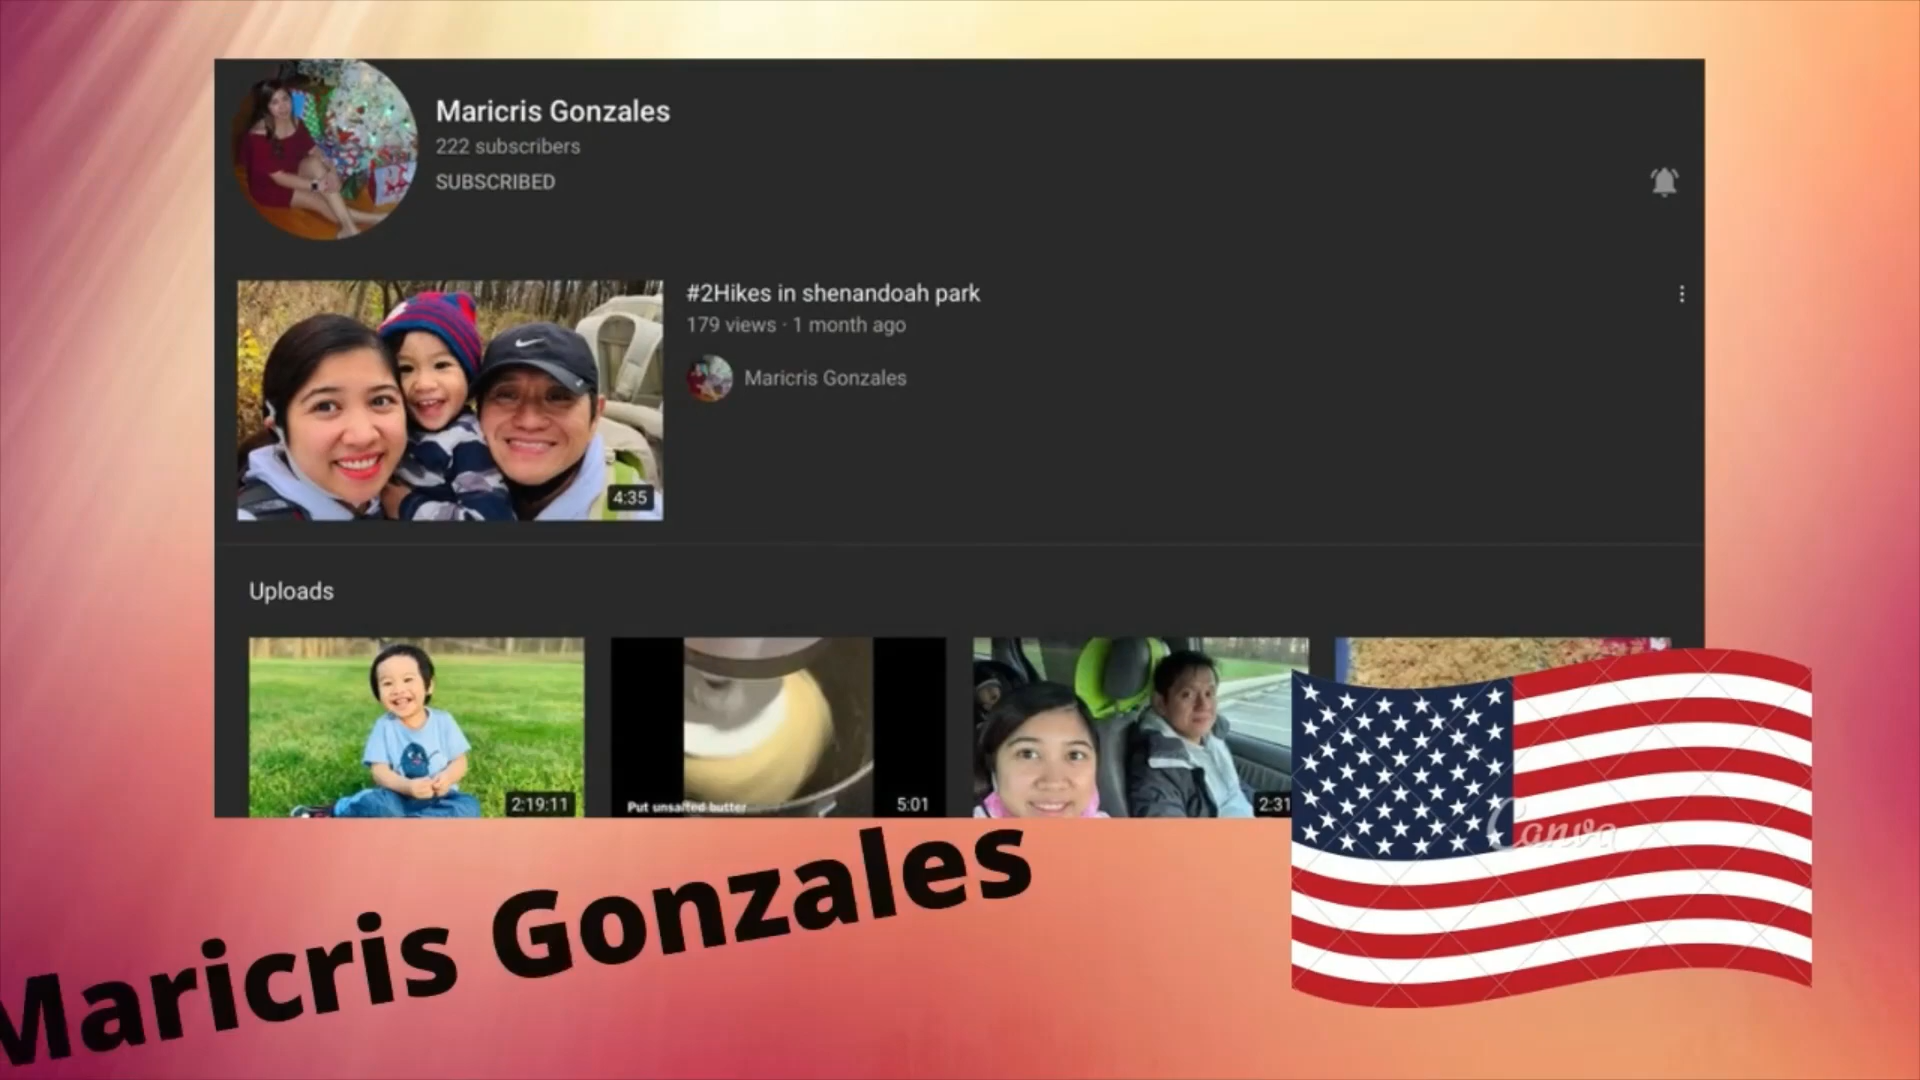 Maricris Gonzales
222 subscribers
SUBSCRIBED
#2Hikes in shenandoah park
179 views · 1 month ago
Maricris Gonzales
4:35
Uploads
2:19:11
Put unsalted butter
5:01
2:31
Canva
Maricris Gonzales